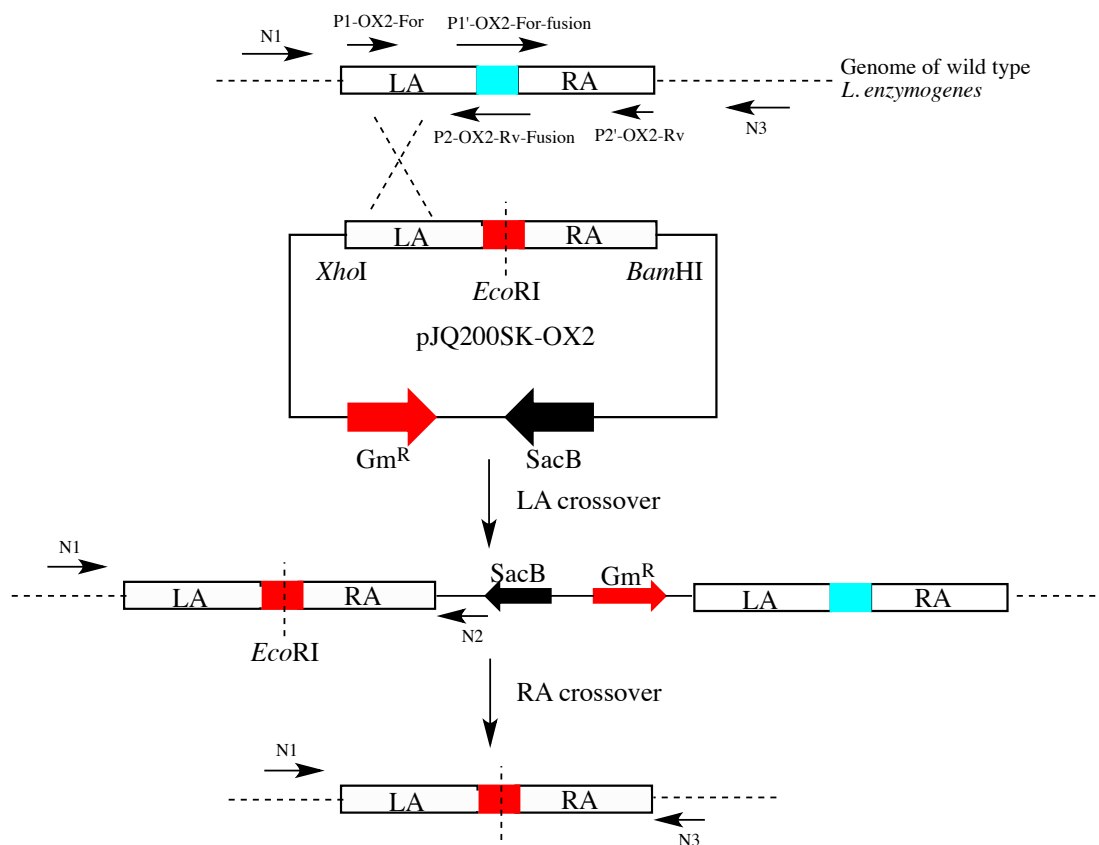 P1-OX2-For
P1'-OX2-For-fusion
N1
LA
RA
Genome of wild type
L. enzymogenes
P2-OX2-Rv-Fusion
P2'-OX2-Rv
N3
LA
RA
XhoI
BamHI
EcoRI
pJQ200SK-OX2
GmR
SacB
LA crossover
N1
SacB
GmR
LA
RA
LA
RA
N2
EcoRI
RA crossover
N1
LA
RA
N3